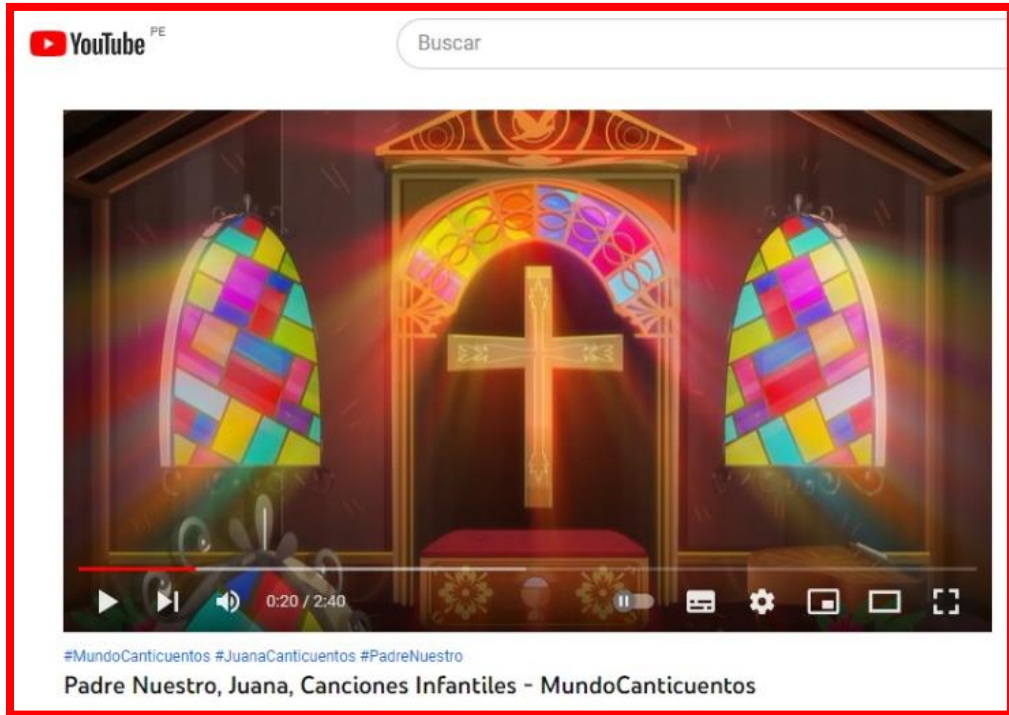 YouTube PE
Buscar
0:20 / 2:40
#MundoCanticuentos #JuanaCanticuentos #PadreNuestro
Padre Nuestro, Juana, Canciones Infantiles - MundoCanticuentos